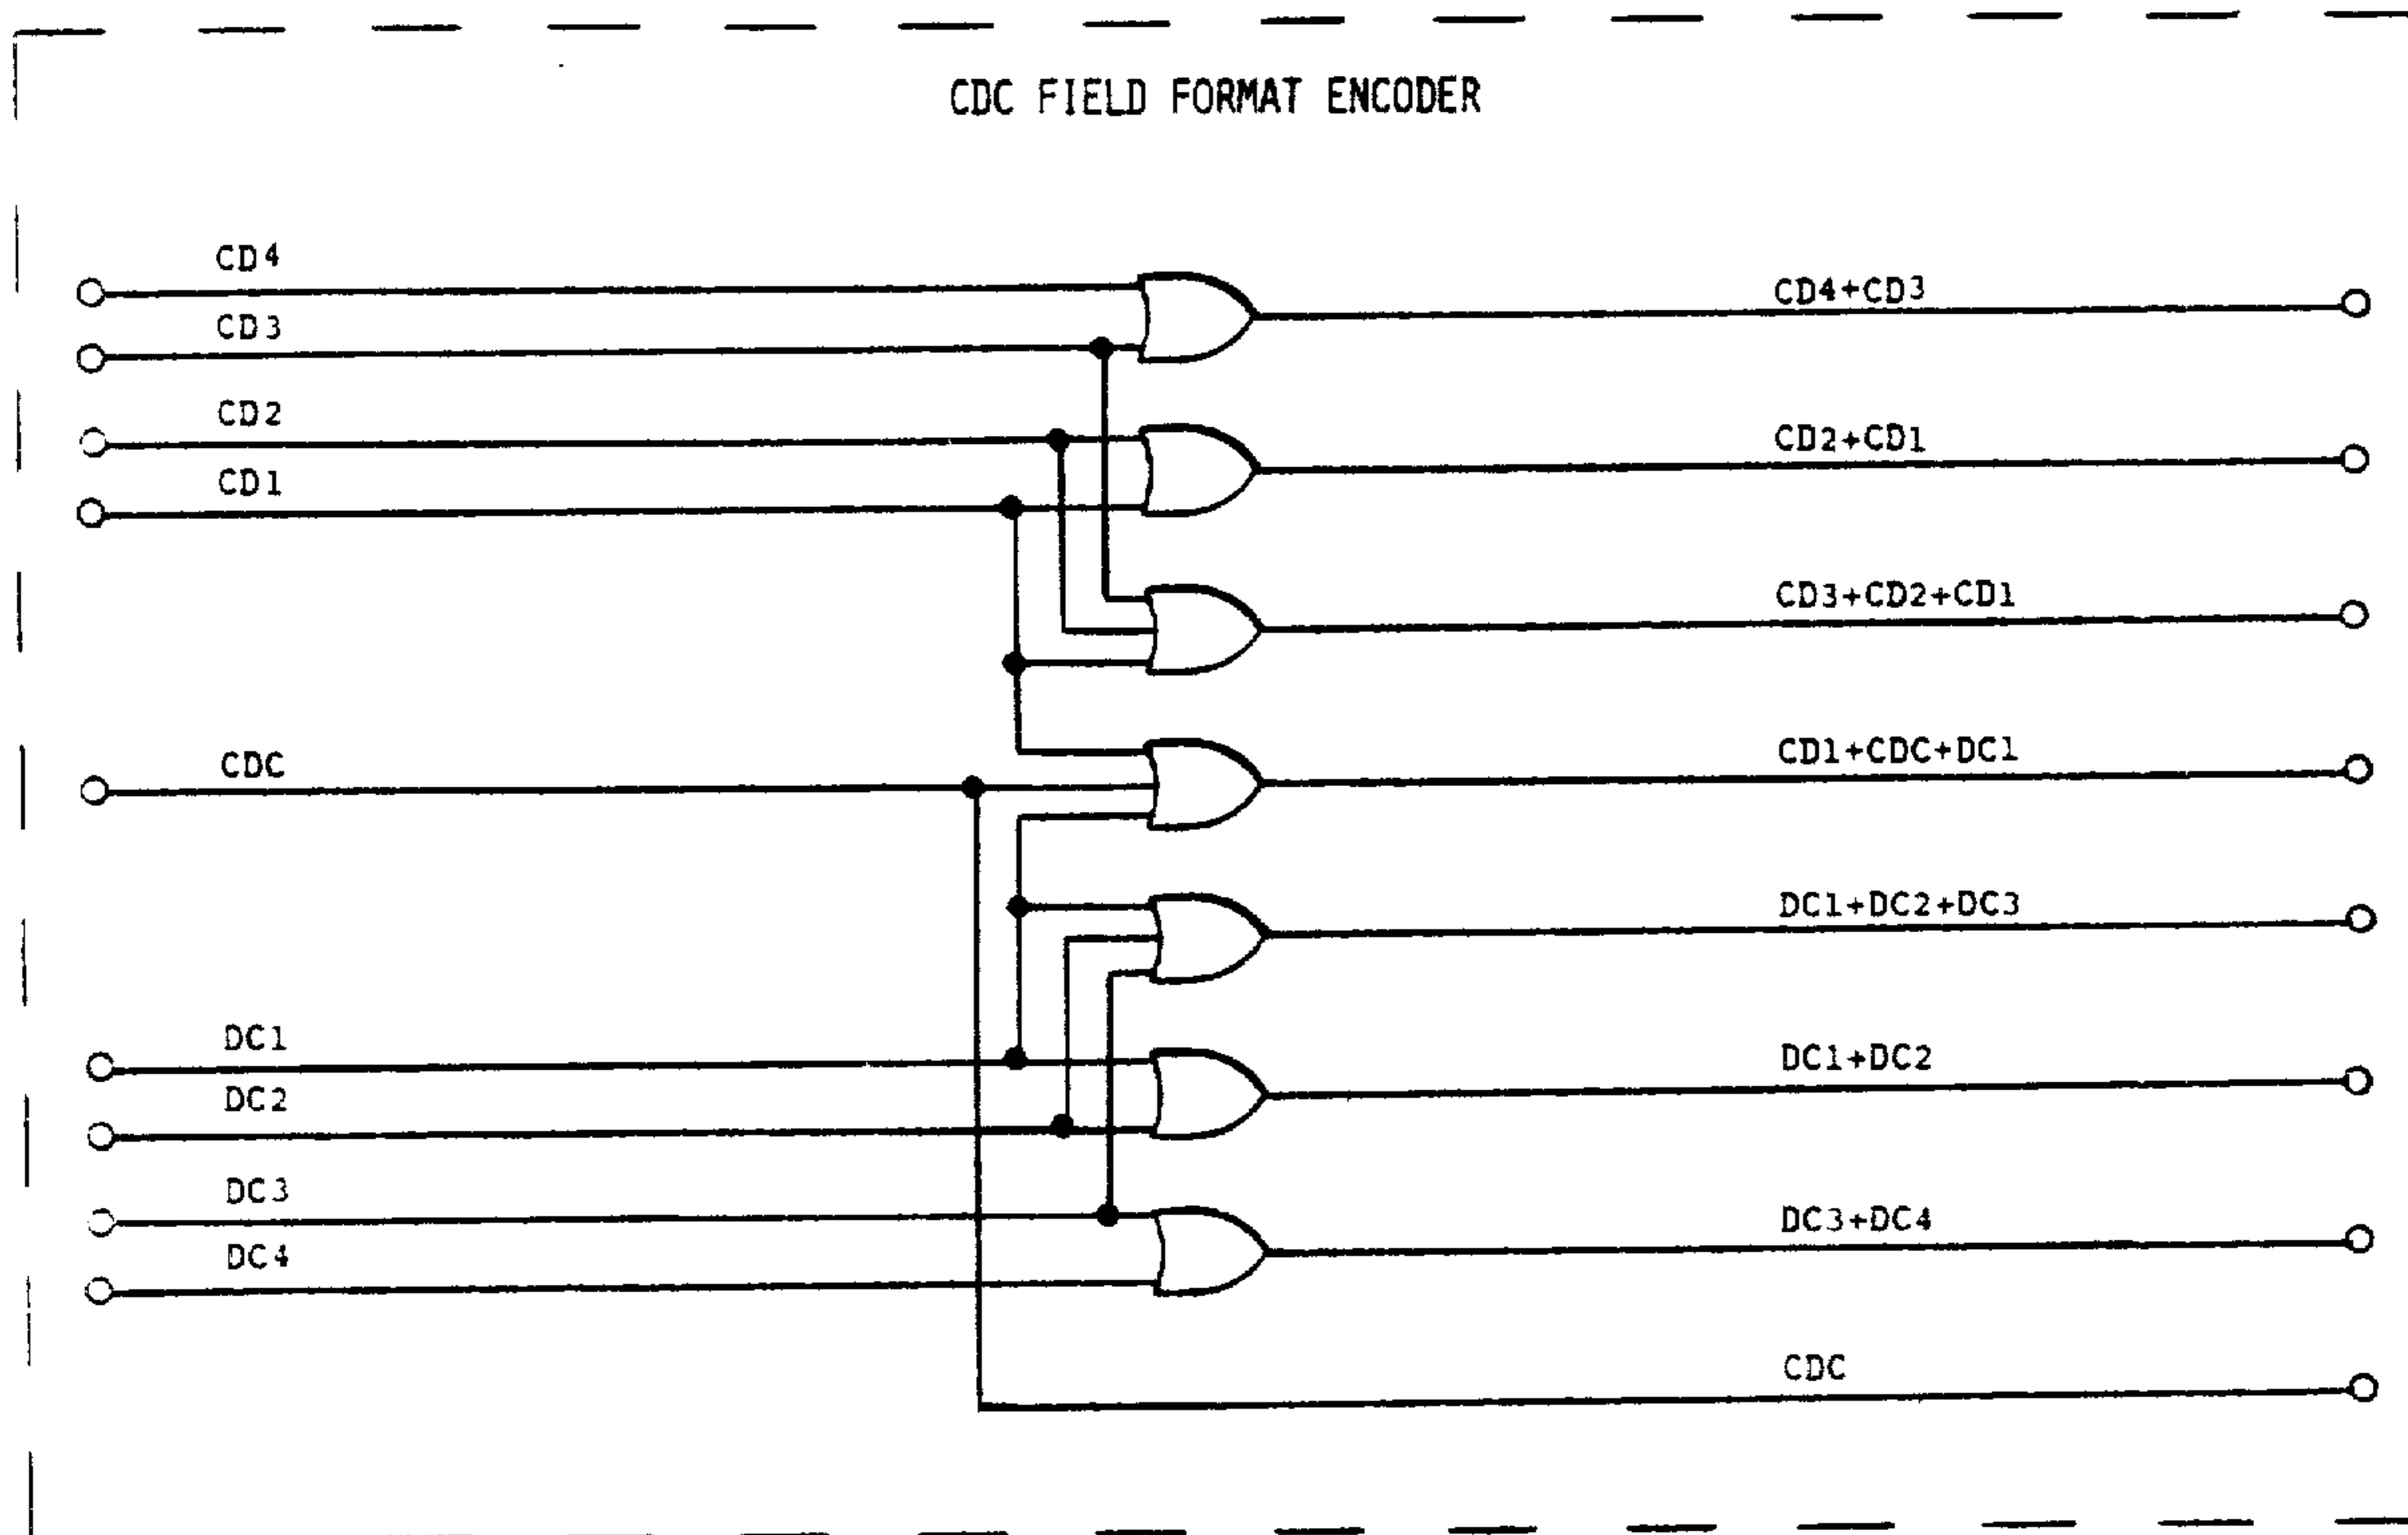 CDC FIELD FORMAT ENCODER
CD4
CD4+CD3
CD3
CD2
CD2+CD1
CD1
CD3+CD2+CD1
CDC
CD1+CDC+DC1
DC1+DC2+DC3
DC1
DC1+DC2
DC2
DC3
DC3+DC4
DC4
CDC